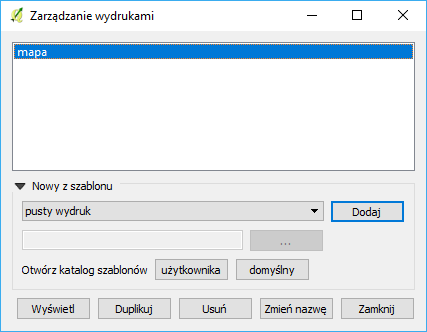 Zarządzanie wydrukami
mapa
Nowy z szablonu
pusty wydruk
Dodaj
...
Otwórz katalog szablonów użytkownika domyślny
Wyświetl Duplikuj Usuń Zmień nazwę Zamknij